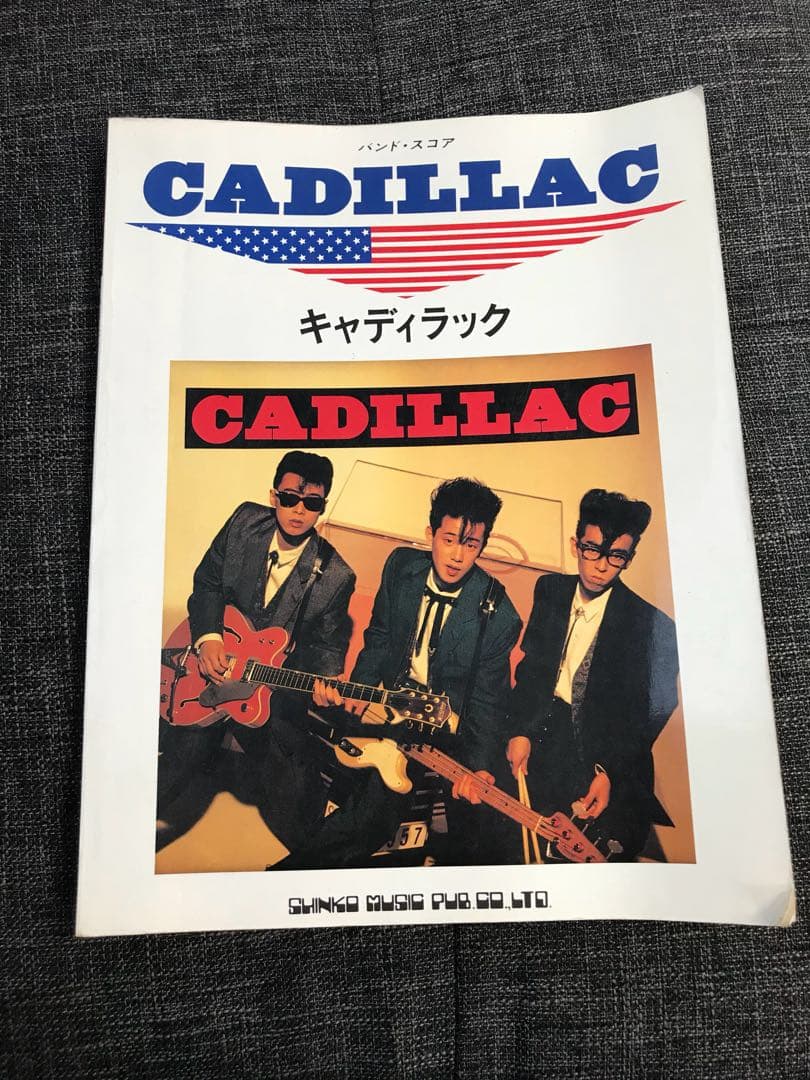 バンド・スコア
CADILLAC
キャディラック
CADILLAC
357
SHINKO MUSIC PUB.CO.,LTD.